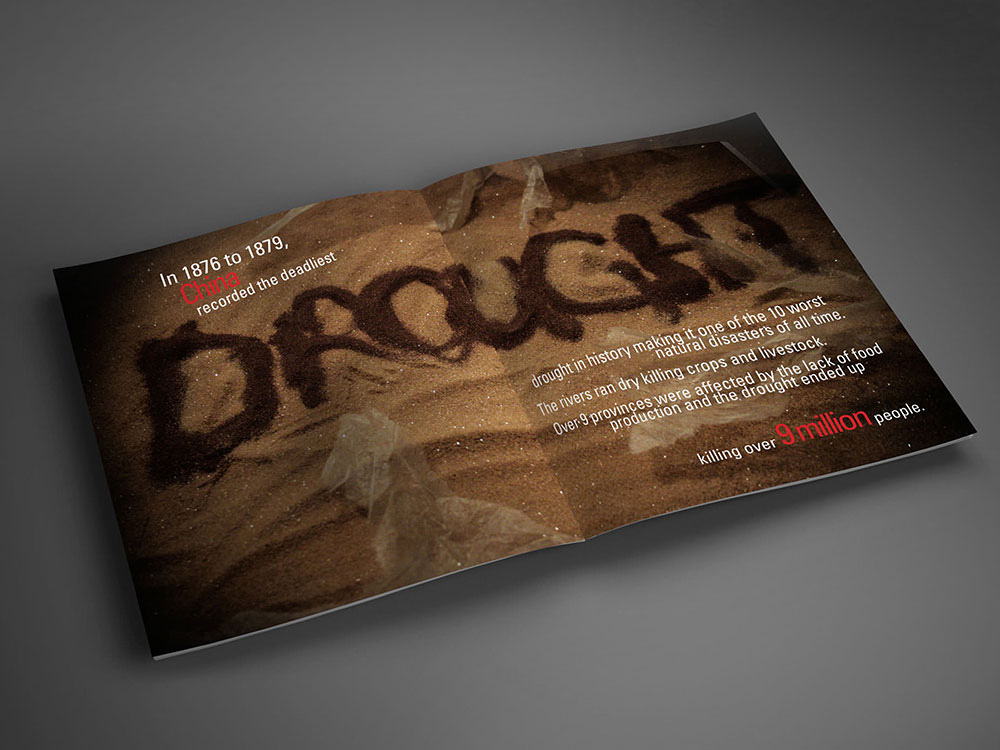 In 1876 to 1879,
China
recorded the deadliest
DROUGHT
drought in history making it one of the 10 worst
natural disasters of all time.
The rivers ran dry killing crops and livestock.
Over 9 provinces were affected by the lack of food
production and the drought ended up
killing over 9 million people.